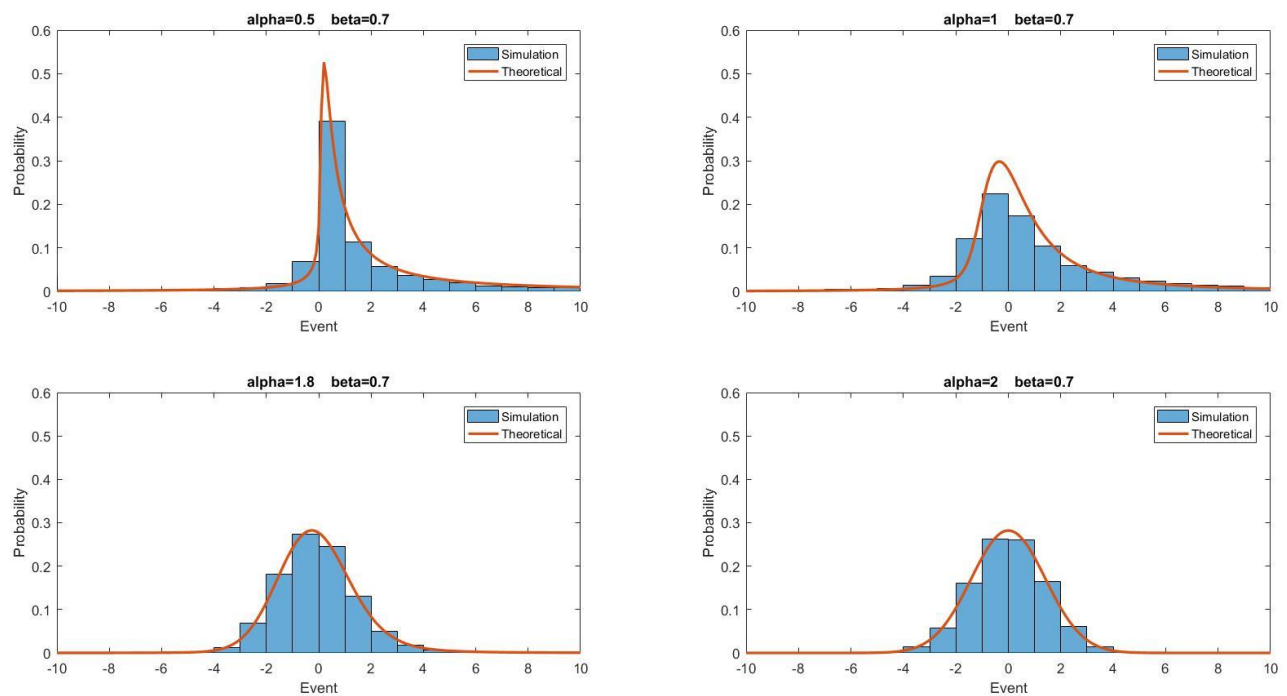 alpha=0.5 beta=0.7
0.6
0.5
0.4
0.3
0.2
0.1
0
Probability
Simulation
Theoretical
-10 -8 -6 -4 -2 0 2 4 6 8 10
Event
alpha=1 beta=0.7
0.6
0.5
0.4
0.3
0.2
0.1
0
Probability
Simulation
Theoretical
-10 -8 -6 -4 -2 0 2 4 6 8 10
Event
alpha=1.8 beta=0.7
0.6
0.5
0.4
0.3
0.2
0.1
0
Probability
Simulation
Theoretical
-10 -8 -6 -4 -2 0 2 4 6 8 10
Event
alpha=2 beta=0.7
0.6
0.5
0.4
0.3
0.2
0.1
0
Probability
Simulation
Theoretical
-10 -8 -6 -4 -2 0 2 4 6 8 10
Event